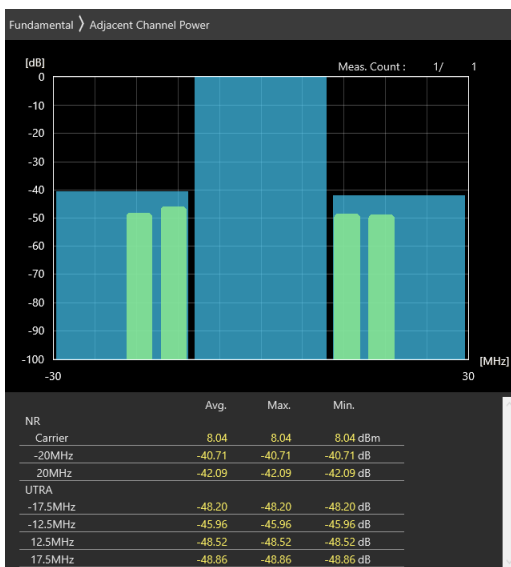 Fundamental 〉 Adjacent Channel Power
[dB] Meas. Count : 1/ 1
0
-10
-20
-30
-40
-50
-60
-70
-80
-90
-100 [MHz]
-30 30
Avg. Max. Min.
NR
Carrier 8.04 8.04 8.04 dBm
-20MHz -40.71 -40.71 -40.71 dB
20MHz -42.09 -42.09 -42.09 dB
UTRA
-17.5MHz -48.20 -48.20 -48.20 dB
-12.5MHz -45.96 -45.96 -45.96 dB
12.5MHz -48.52 -48.52 -48.52 dB
17.5MHz -48.86 -48.86 -48.86 dB